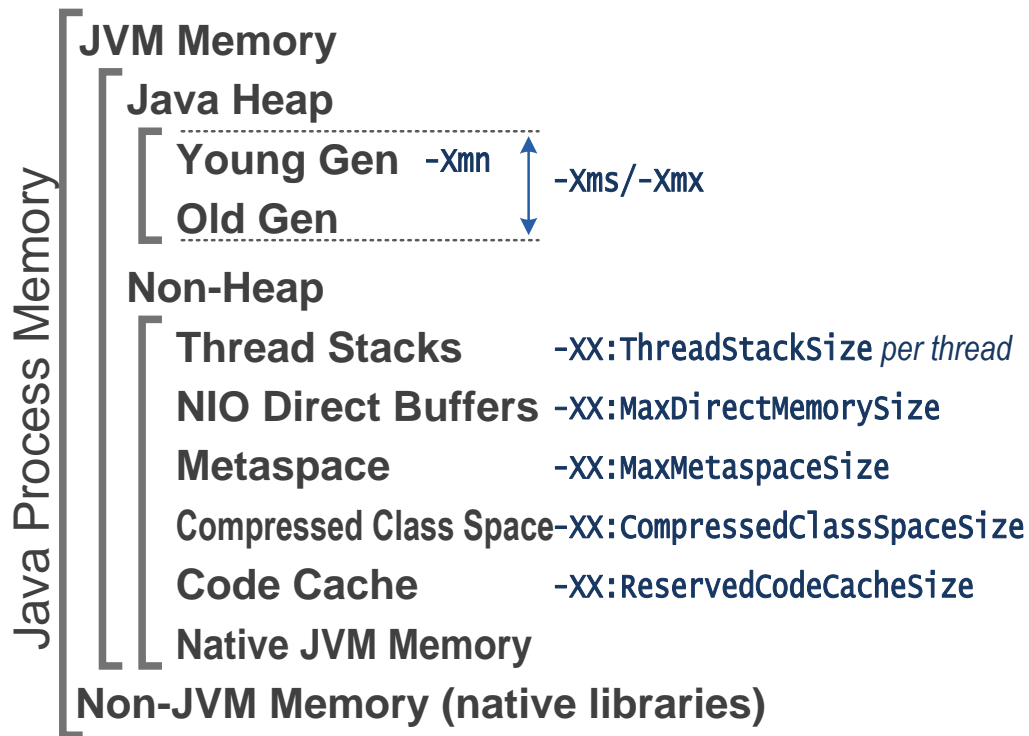 Java Process Memory
JVM Memory
Java Heap
Young Gen -Xmn
-Xms/-Xmx
Old Gen
Non-Heap
Thread Stacks -XX:ThreadStackSize per thread
NIO Direct Buffers -XX:MaxDirectMemorySize
Metaspace -XX:MaxMetaspaceSize
Compressed Class Space -XX:CompressedClassSpaceSize
Code Cache -XX:ReservedCodeCacheSize
Native JVM Memory
Non-JVM Memory (native libraries)